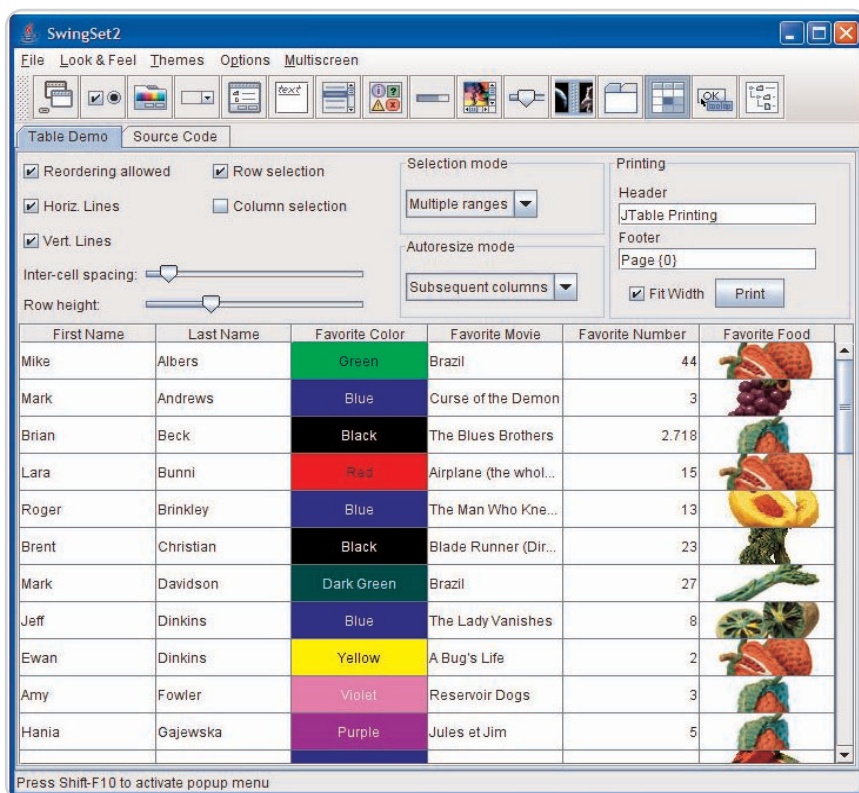 SwingSet2
File Look & Feel Themes Options Multiscreen
text
OK
Table Demo Source Code
Reordering allowed Row selection
Horiz. Lines Column selection
Vert. Lines
Inter-cell spacing:
Row height:
Selection mode
Multiple ranges
Autoresize mode
Subsequent columns
Printing
Header
JTable Printing
Footer
Page {0}
Fit Width Print
First Name Last Name Favorite Color Favorite Movie Favorite Number Favorite Food
Mike Albers Green Brazil 44
Mark Andrews Blue Curse of the Demon 3
Brian Beck Black The Blues Brothers 2.718
Lara Bunni Red Airplane (the whol... 15
Roger Brinkley Blue The Man Who Kne... 13
Brent Christian Black Blade Runner (Dir... 23
Mark Davidson Dark Green Brazil 27
Jeff Dinkins Blue The Lady Vanishes 8
Ewan Dinkins Yellow A Bug's Life 2
Amy Fowler Violet Reservoir Dogs 3
Hania Gajewska Purple Jules et Jim 5
Press Shift-F10 to activate popup menu